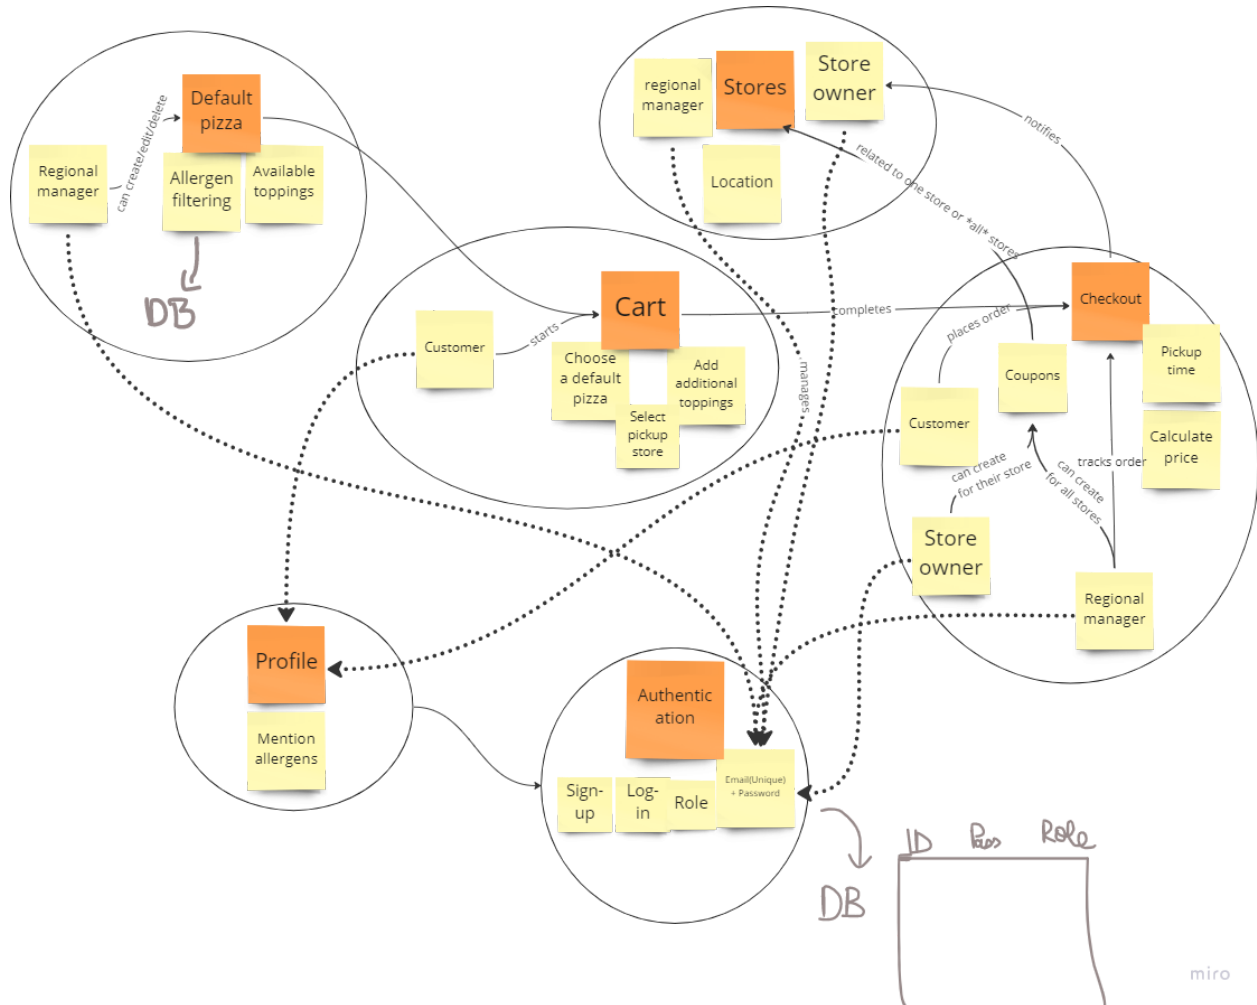 Default
pizza
can create/edit/delete
Regional
manager
Allergen
filtering
Available
toppings
DB
regional
manager
Stores
Store
owner
Location
notifies
related to one store or *all* stores
Cart
Customer
starts
Choose
a default
pizza
Add
additional
toppings
Select
pickup
store
completes
manages
Checkout
places order
Coupons
Pickup
time
Customer
Calculate
price
can create
for their store
can create
for all stores
tracks order
Store
owner
Regional
manager
Profile
Mention
allergens
Authentic
ation
Sign-
up
Log-
in
Role
Email(Unique)
+ Password
DB
ID Pass Role
miro